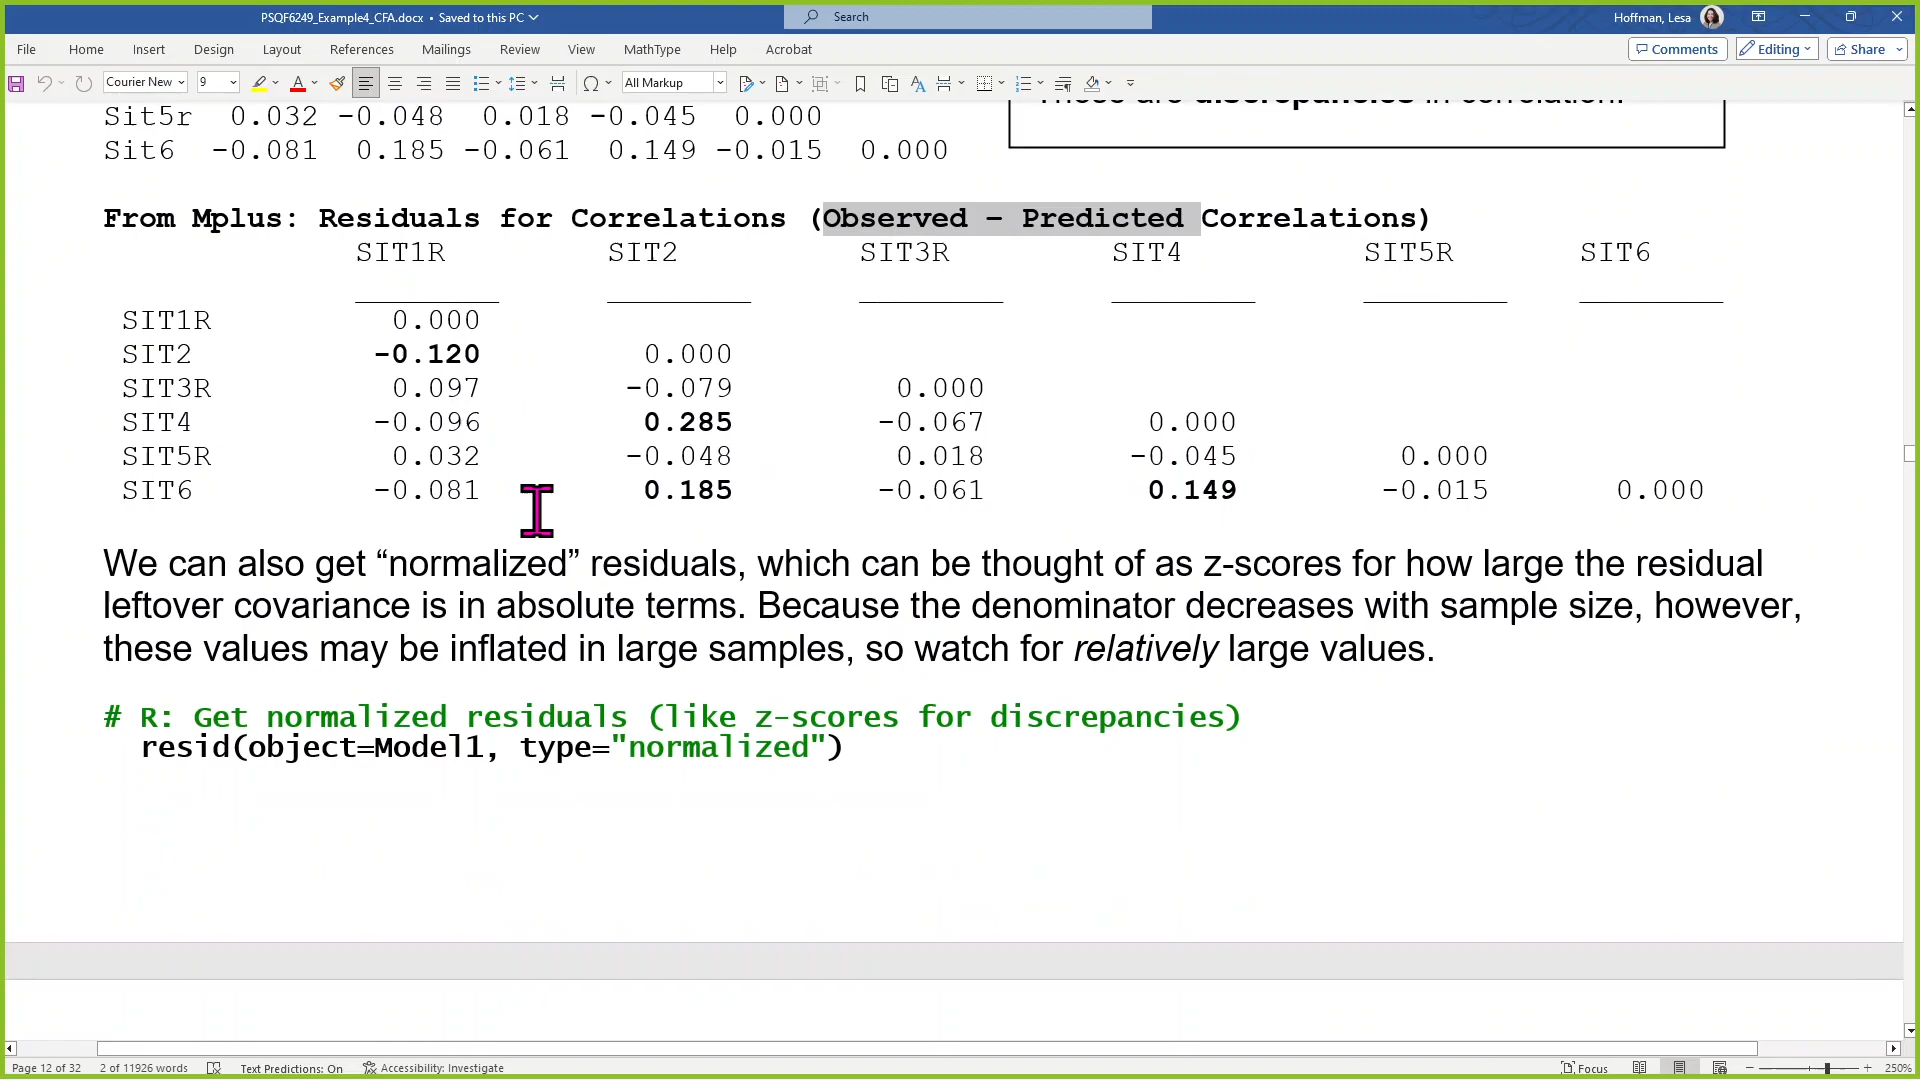 PSQF6249_Example4_CFA.docx • Saved to this PC
Search
Hoffman, Lesa
File Home Insert Design Layout References Mailings Review View MathType Help Acrobat
Comments Editing Share
Courier New 9 All Markup
Sit5r 0.032 -0.048 0.018 -0.045 0.000
Sit6 -0.081 0.185 -0.061 0.149 -0.015 0.000
From Mplus: Residuals for Correlations (Observed – Predicted Correlations)
SIT1R SIT2 SIT3R SIT4 SIT5R SIT6
SIT1R 0.000
SIT2 -0.120 0.000
SIT3R 0.097 -0.079 0.000
SIT4 -0.096 0.285 -0.067 0.000
SIT5R 0.032 -0.048 0.018 -0.045 0.000
SIT6 -0.081 0.185 -0.061 0.149 -0.015 0.000
We can also get “normalized” residuals, which can be thought of as z-scores for how large the residual
leftover covariance is in absolute terms. Because the denominator decreases with sample size, however,
these values may be inflated in large samples, so watch for relatively large values.
# R: Get normalized residuals (like z-scores for discrepancies)
resid(object=Model1, type="normalized")
Page 12 of 32 2 of 11926 words Text Predictions: On Accessibility: Investigate Focus 250%